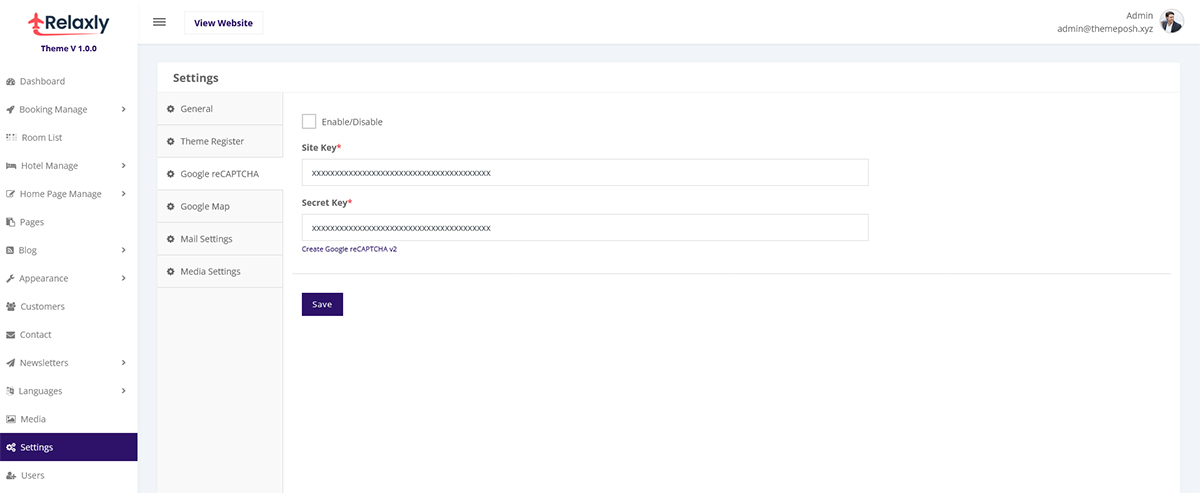 Relaxly
Theme V 1.0.0
Dashboard
Booking Manage
Room List
Hotel Manage
Home Page Manage
Pages
Blog
Appearance
Customers
Contact
Newsletters
Languages
Media
Settings
Users
View Website
Admin
admin@themeposh.xyz
Settings
General
Theme Register
Google reCAPTCHA
Google Map
Mail Settings
Media Settings
Enable/Disable
Site Key*
xxxxxxxxxxxxxxxxxxxxxxxxxxxxxxxxxxxxxxx
Secret Key*
xxxxxxxxxxxxxxxxxxxxxxxxxxxxxxxxxxxxxxx
Create Google reCAPTCHA v2
Save